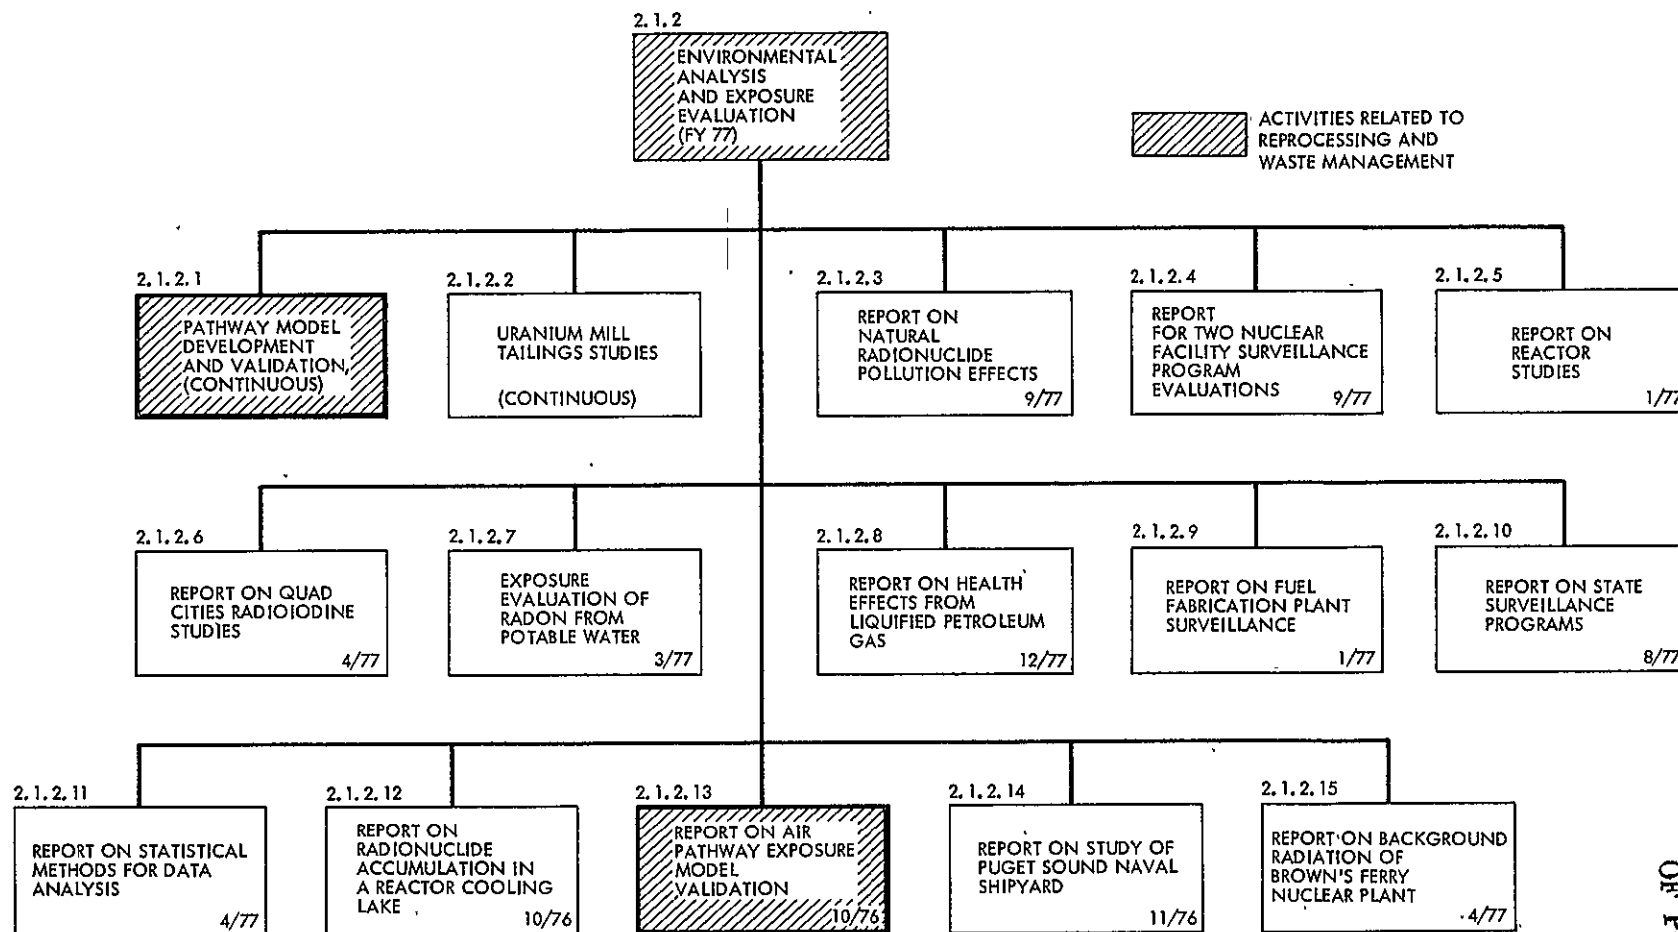 2.1.2
ENVIRONMENTAL
ANALYSIS
AND EXPOSURE
EVALUATION
(FY 77)
ACTIVITIES RELATED TO
REPROCESSING AND
WASTE MANAGEMENT
2.1.2.1
PATHWAY MODEL
DEVELOPMENT
AND VALIDATION,
(CONTINUOUS)
2.1.2.2
URANIUM MILL
TAILINGS STUDIES
(CONTINUOUS)
2.1.2.3
REPORT ON
NATURAL
RADIONUCLIDE
POLLUTION EFFECTS
9/77
2.1.2.4
REPORT
FOR TWO NUCLEAR
FACILITY SURVEILLANCE
PROGRAM
EVALUATIONS
9/77
2.1.2.5
REPORT ON
REACTOR
STUDIES
1/77
2.1.2.6
REPORT ON QUAD
CITIES RADIOIODINE
STUDIES
4/77
2.1.2.7
EXPOSURE
EVALUATION OF
RADON FROM
POTABLE WATER
3/77
2.1.2.8
REPORT ON HEALTH
EFFECTS FROM
LIQUIFIED PETROLEUM
GAS
12/77
2.1.2.9
REPORT ON FUEL
FABRICATION PLANT
SURVEILLANCE
1/77
2.1.2.10
REPORT ON STATE
SURVEILLANCE
PROGRAMS
8/77
2.1.2.11
REPORT ON STATISTICAL
METHODS FOR DATA
ANALYSIS
4/77
2.1.2.12
REPORT ON
RADIONUCLIDE
ACCUMULATION IN
A REACTOR COOLING
LAKE
10/76
2.1.2.13
REPORT ON AIR
PATHWAY EXPOSURE
MODEL
VALIDATION
10/76
2.1.2.14
REPORT ON STUDY OF
PUGET SOUND NAVAL
SHIPYARD
11/76
2.1.2.15
REPORT ON BACKGROUND
RADIATION OF
BROWN'S FERRY
NUCLEAR PLANT
4/77
OF